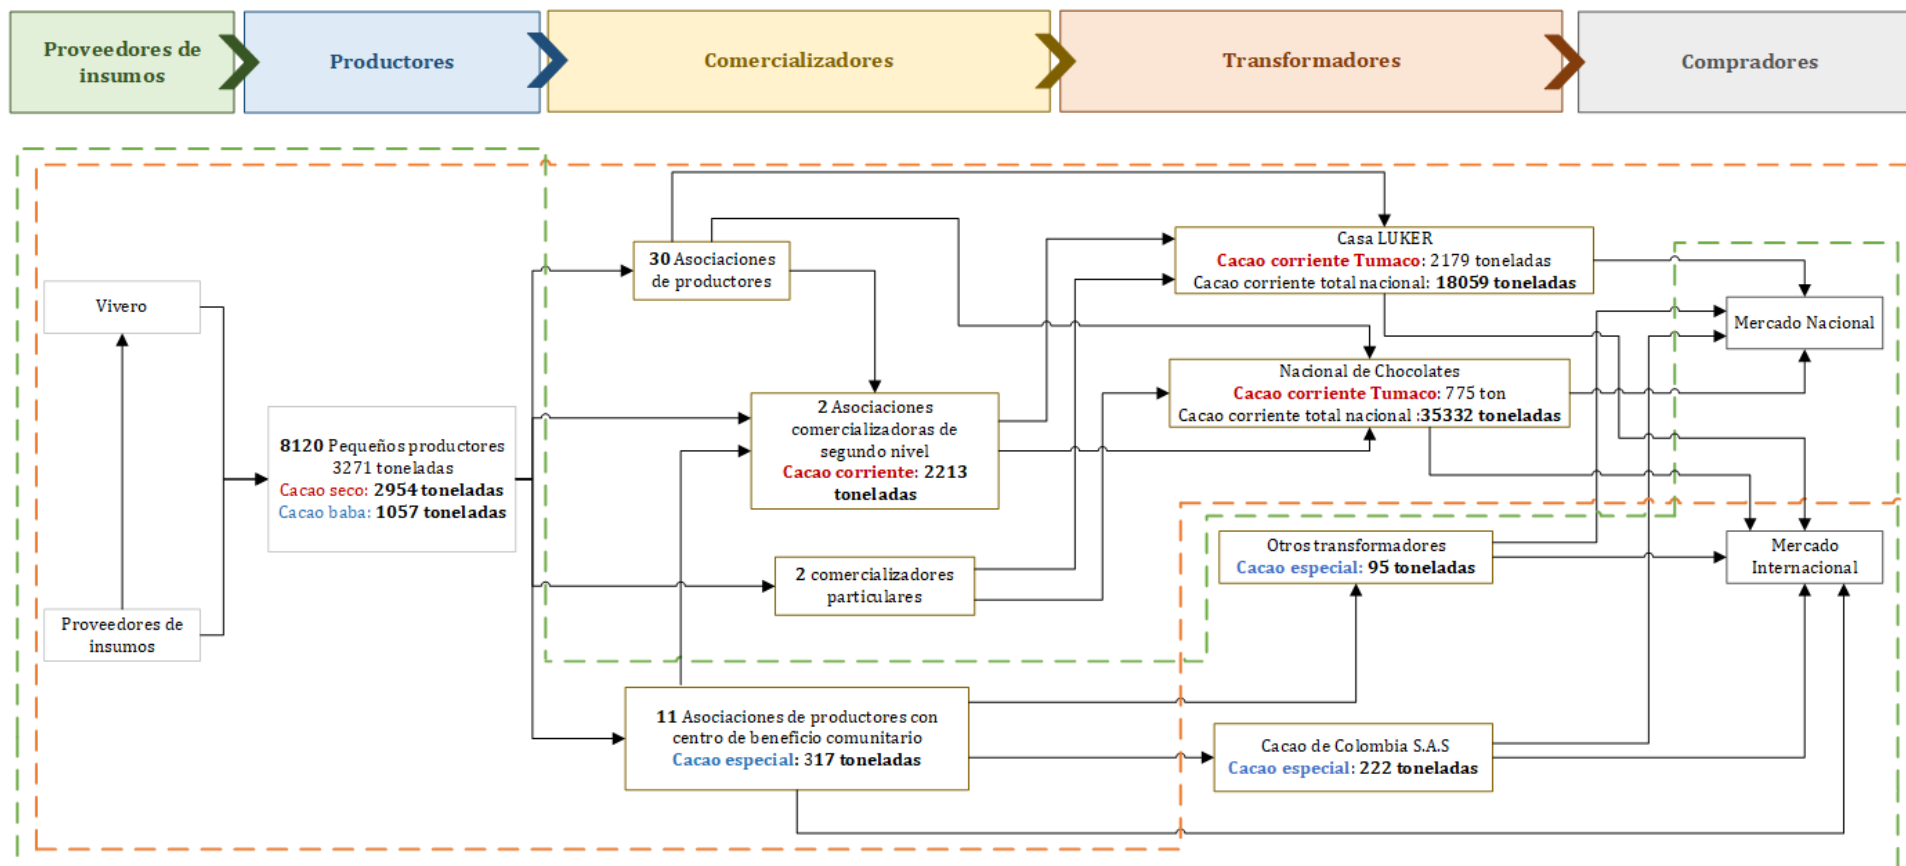 Proveedores de
insumos
Productores
Comercializadores
Transformadores
Compradores
Vivero
Proveedores de
insumos
8120 Pequeños productores
3271 toneladas
Cacao seco: 2954 toneladas
Cacao baba: 1057 toneladas
30 Asociaciones
de productores
2 Asociaciones
comercializadoras de
segundo nivel
Cacao corriente: 2213
toneladas
2 comercializadores
particulares
11 Asociaciones de productores con
centro de beneficio comunitario
Cacao especial: 317 toneladas
Casa LUKER
Cacao corriente Tumaco: 2179 toneladas
Cacao corriente total nacional: 18059 toneladas
Nacional de Chocolates
Cacao corriente Tumaco: 775 ton
Cacao corriente total nacional :35332 toneladas
Otros transformadores
Cacao especial: 95 toneladas
Cacao de Colombia S.A.S
Cacao especial: 222 toneladas
Mercado Nacional
Mercado
Internacional